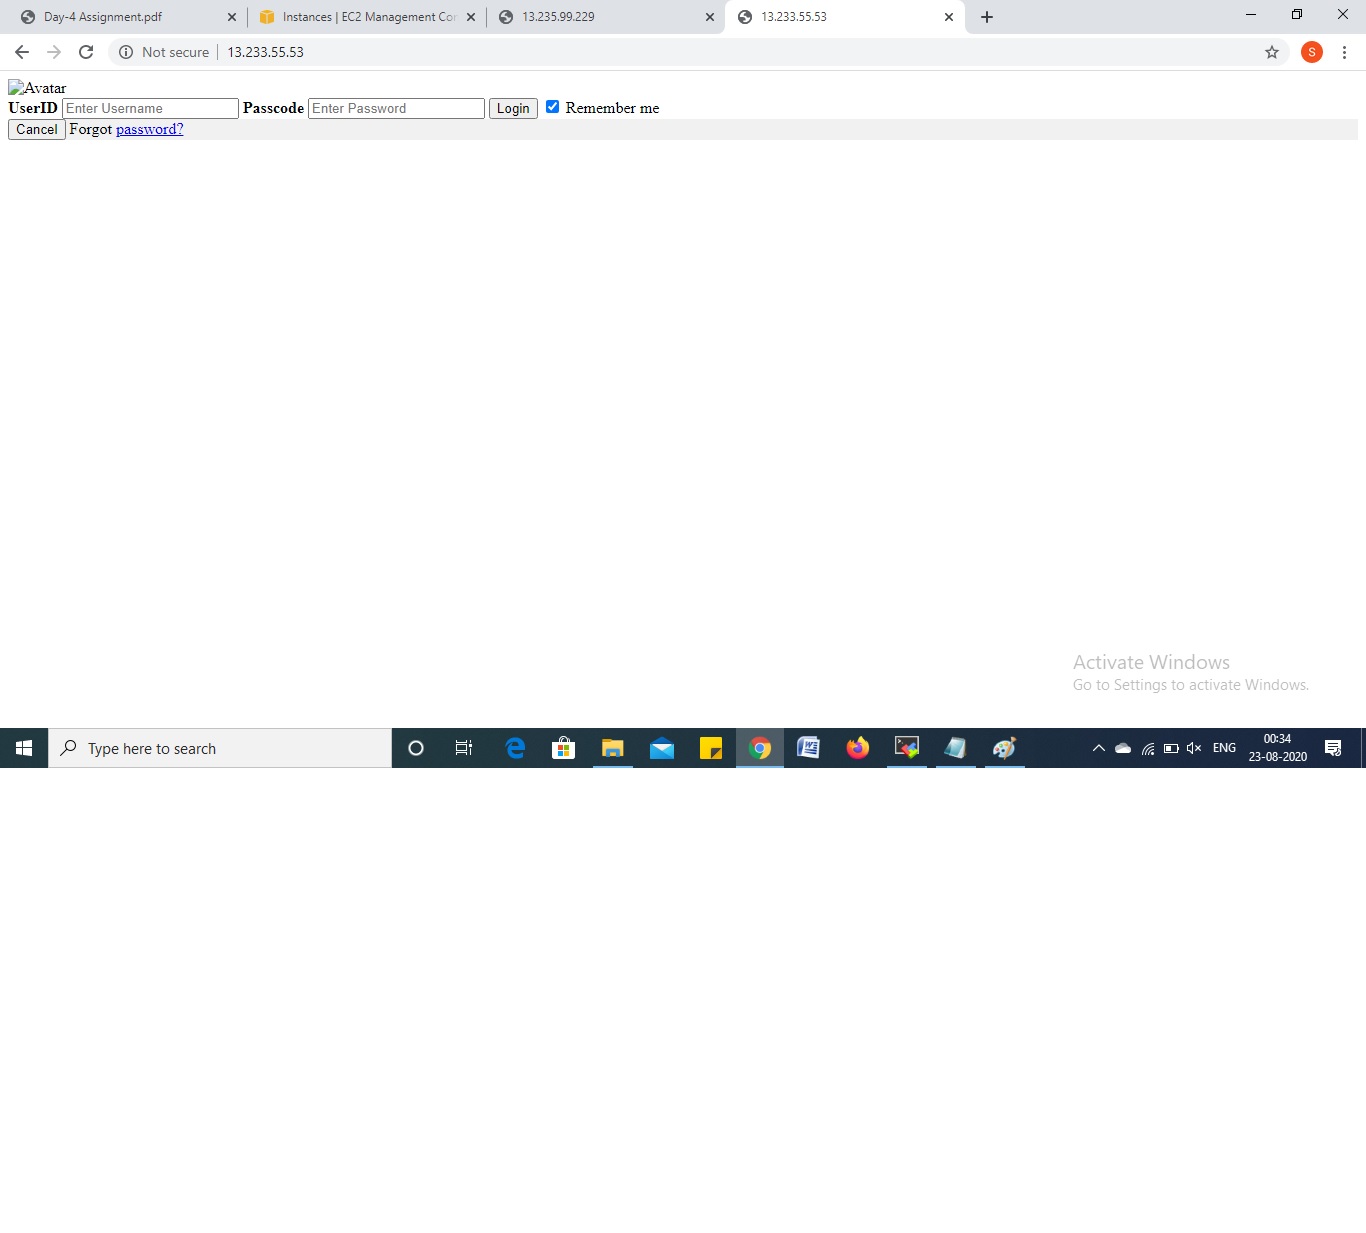 Day-4 Assignment.pdf
Instances | EC2 Management Con
13.235.99.229
13.233.55.53
Not secure
13.233.55.53
S
Avatar
UserID Enter Username Passcode Enter Password Login Remember me
Cancel Forgot password?
Activate Windows
Go to Settings to activate Windows.
Type here to search
ENG
00:34
23-08-2020